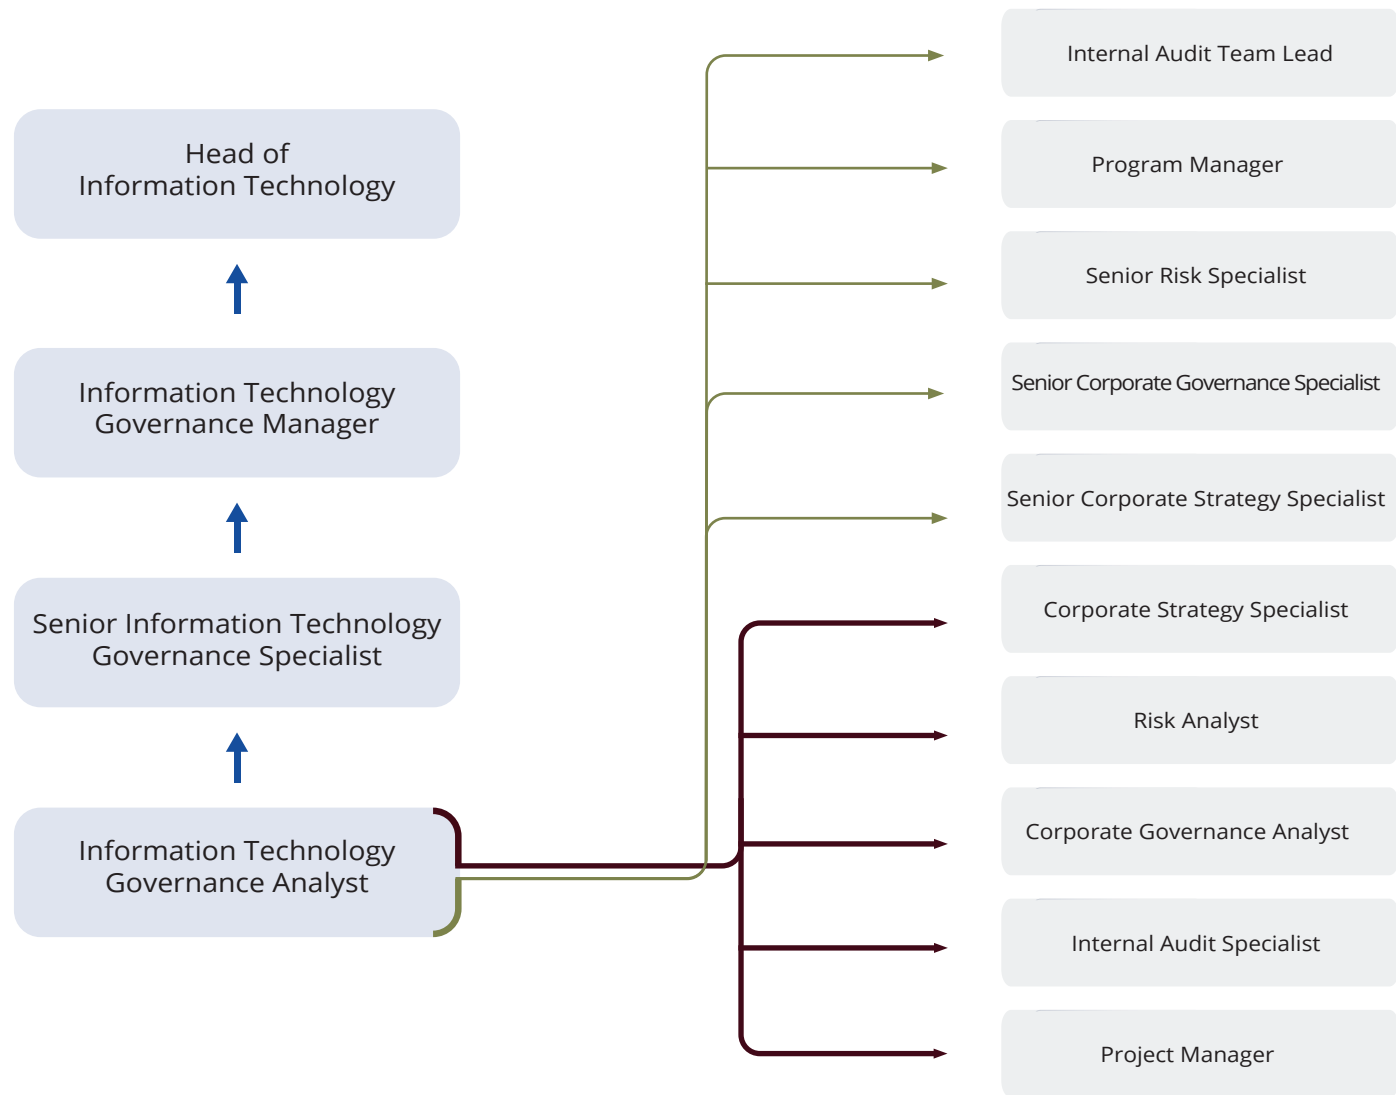 Head of
Information Technology
Information Technology
Governance Manager
Senior Information Technology
Governance Specialist
Information Technology
Governance Analyst
Internal Audit Team Lead
Program Manager
Senior Risk Specialist
Senior Corporate Governance Specialist
Senior Corporate Strategy Specialist
Corporate Strategy Specialist
Risk Analyst
Corporate Governance Analyst
Internal Audit Specialist
Project Manager